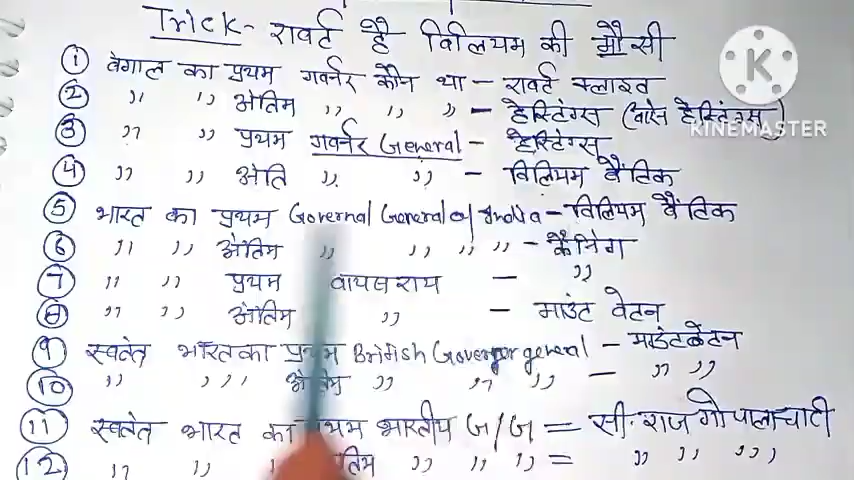 Trick - रावर्ट है विलियम की मौसी
① बंगाल का प्रथम गवर्नर कौन था - रावर्ट क्लाइव
② ,, ,, अंतिम ,, ,, ,, - हेस्टिंग्स (वारेन हेस्टिंग्स)
③ ,, ,, प्रथम गवर्नर General - हेस्टिंग्स
④ ,, ,, अंति ,, ,, - विलियम बैंटिक
⑤ भारत का प्रथम Governal General of India - विलियम बैंटिक
⑥ ,, ,, अंतिम ,, ,, ,, ,, - कैनिंग
⑦ ,, ,, प्रथम वायसराय - ,,
⑧ ,, ,, अंतिम ,, - माउंट वेटन
⑨ स्वतंत्र भारत का प्रथम British Governor general - माउंटबेटन
⑩ ,, ,,, अंतिम ,, ,, ,, - ,, ,,
11 स्वतंत्र भारत का प्रथम भारतीय G/G = सी. राज गोपालाचारी
12 ,, ,, ,, ,, ,, ,, = ,, ,, ,,,
K
KINEMASTER